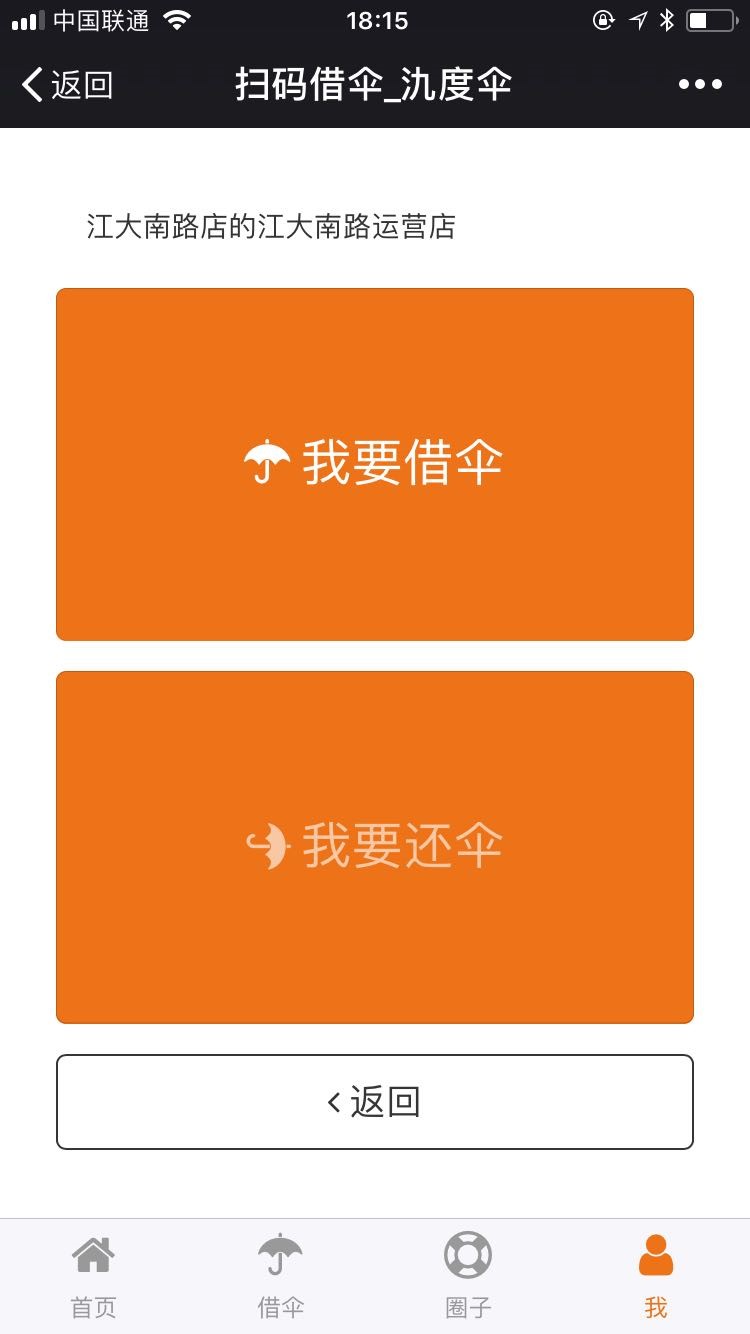 中国联通
18:15
返回
扫码借伞_氿度伞
江大南路店的江大南路运营店
我要借伞
我要还伞
返回
首页
借伞
圈子
我